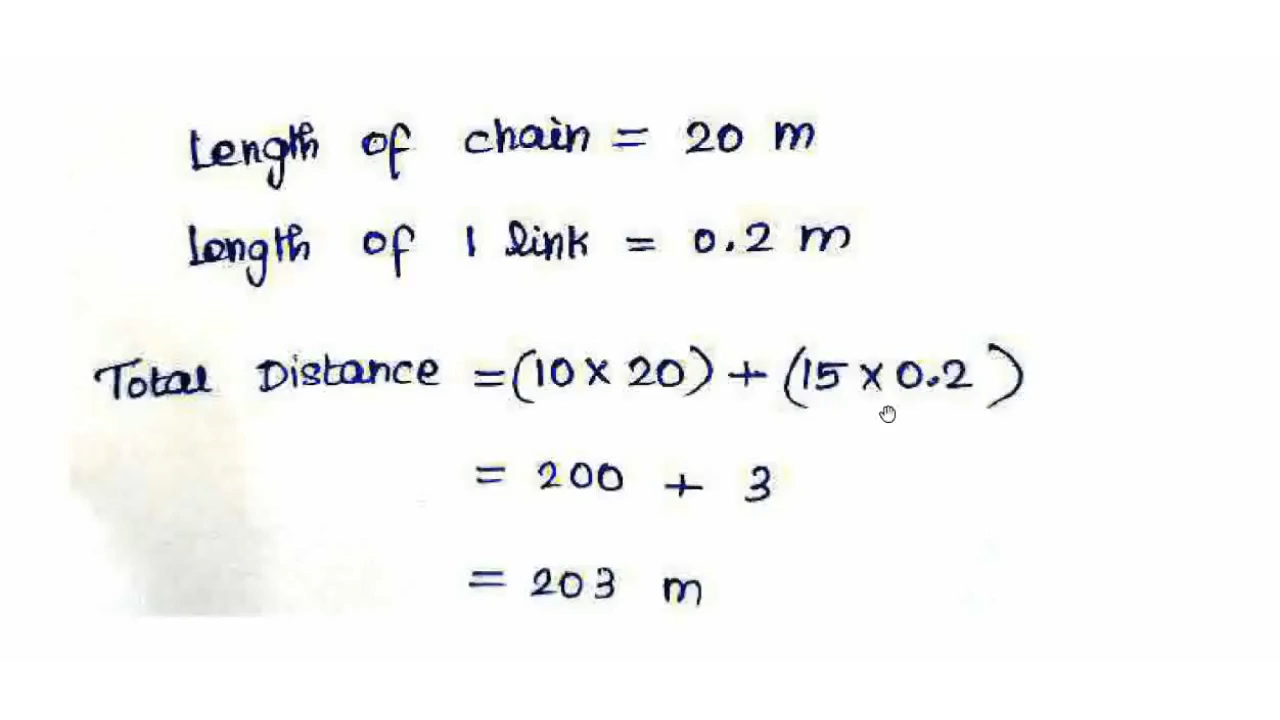 Length of chain = 20 m
Length of 1 link = 0.2 m
Total Distance = (10 × 20) + (15 × 0.2)
= 200 + 3
= 203 m